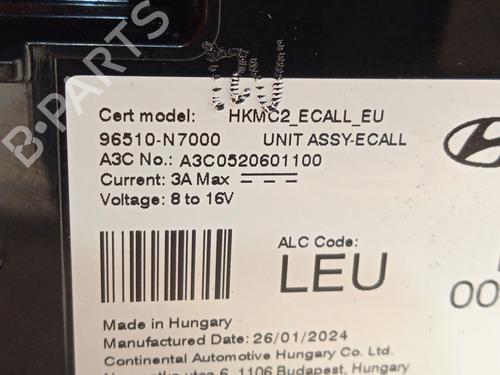 Cert model: HKMC2_ECALL_EU
96510-N7000 UNIT ASSY-ECALL
A3C No.: A3C0520601100
Current: 3A Max
Voltage: 8 to 16V
ALC Code:
LEU
00
Made in Hungary
Manufactured Date: 26/01/2024
Continental Automotive Hungary Co. Ltd.
6, 1106 Budapest, Hungary
B-PARTS